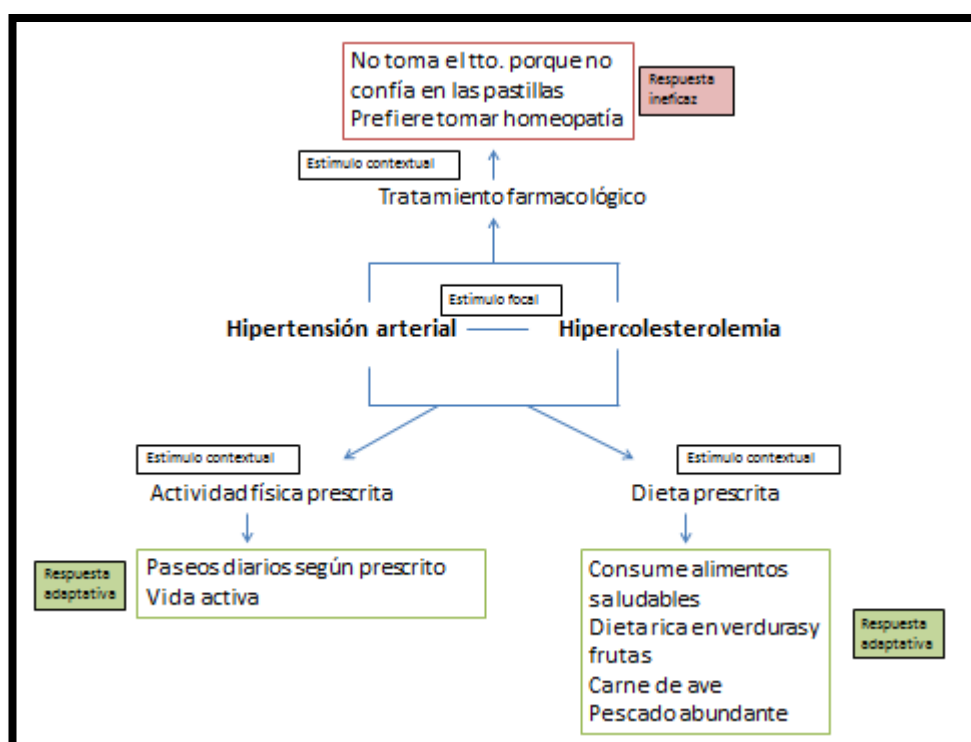 No toma el tto. porque no
confía en las pastillas
Prefiere tomar homeopatía
Respuesta
ineficaz
Estímulo contextual
Tratamiento farmacológico
Estímulo focal
Hipertensión arterial
Hipercolesterolemia
Estímulo contextual
Actividad física prescrita
Estímulo contextual
Dieta prescrita
Respuesta
adaptativa
Paseos diarios según prescrito
Vida activa
Consume alimentos
saludables
Dieta rica en verduras y
frutas
Carne de ave
Pescado abundante
Respuesta
adaptativa